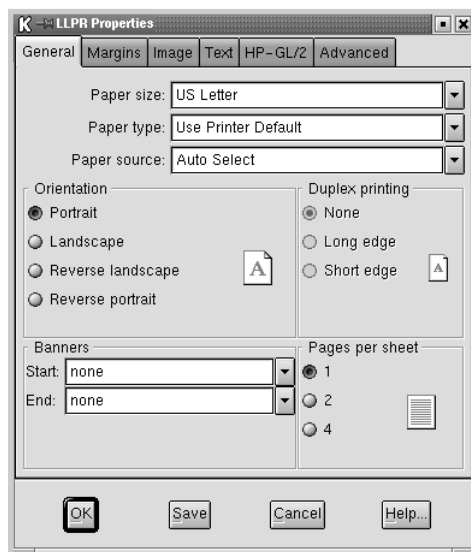 K LLPR Properties
General Margins Image Text HP-GL/2 Advanced
Paper size: US Letter
Paper type: Use Printer Default
Paper source: Auto Select
Orientation
Portrait
Landscape
Reverse landscape
Reverse portrait
A
Duplex printing
None
Long edge
Short edge
A
Banners
Start: none
End: none
Pages per sheet
1
2
4
OK Save Cancel Help...